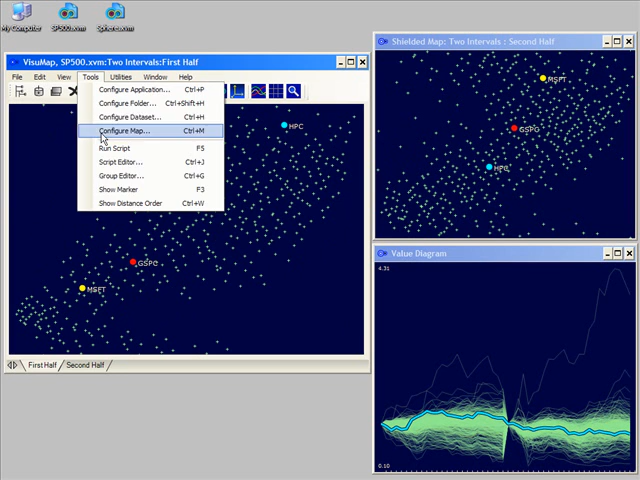 My Computer
SP500.xvm
Sphere.xvm
VisuMap, SP500.xvm:Two Intervals:First Half
File Edit View Tools Utilities Window Help
Configure Application... Ctrl+P
Configure Folder... Ctrl+Shift+H
Configure Dataset... Ctrl+H
Configure Map... Ctrl+M
Run Script F5
Script Editor... Ctrl+J
Group Editor... Ctrl+G
Show Marker F3
Show Distance Order Ctrl+W
HPC
GSPC
MSFT
First Half Second Half
Shielded Map: Two Intervals : Second Half
MSFT
GSPC
HPC
Value Diagram
4.31
0.10